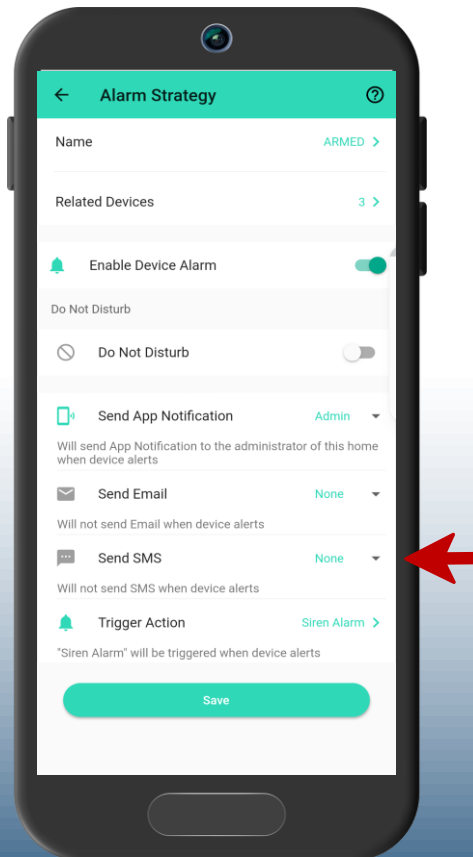 Alarm Strategy
Name ARMED
Related Devices 3
Enable Device Alarm
Do Not Disturb
Do Not Disturb
Send App Notification Admin
Will send App Notification to the administrator of this home
when device alerts
Send Email None
Will not send Email when device alerts
Send SMS None
Will not send SMS when device alerts
Trigger Action Siren Alarm
"Siren Alarm" will be triggered when device alerts
Save